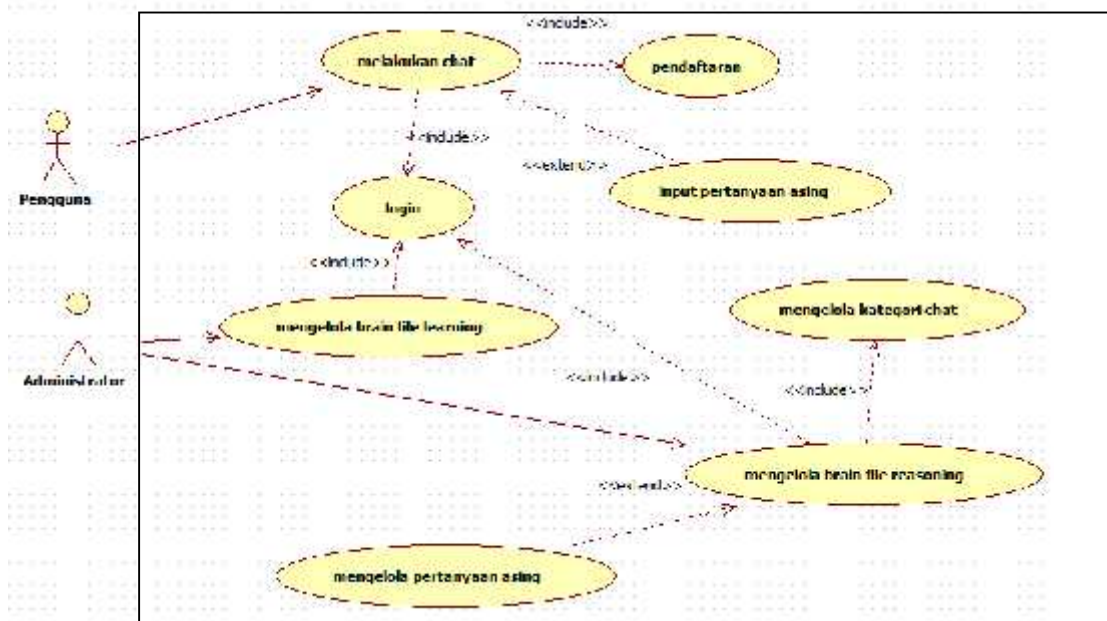 <<include>>
melakukan chat
pendaftaran
<<include>>
<<extend>>
input pertanyaan asing
Pengguna
login
<<include>>
mengelola kategori chat
mengelola brain file learning
Administrator
<<include>>
<<include>>
mengelola brain file reasoning
<<extend>>
mengelola pertanyaan asing